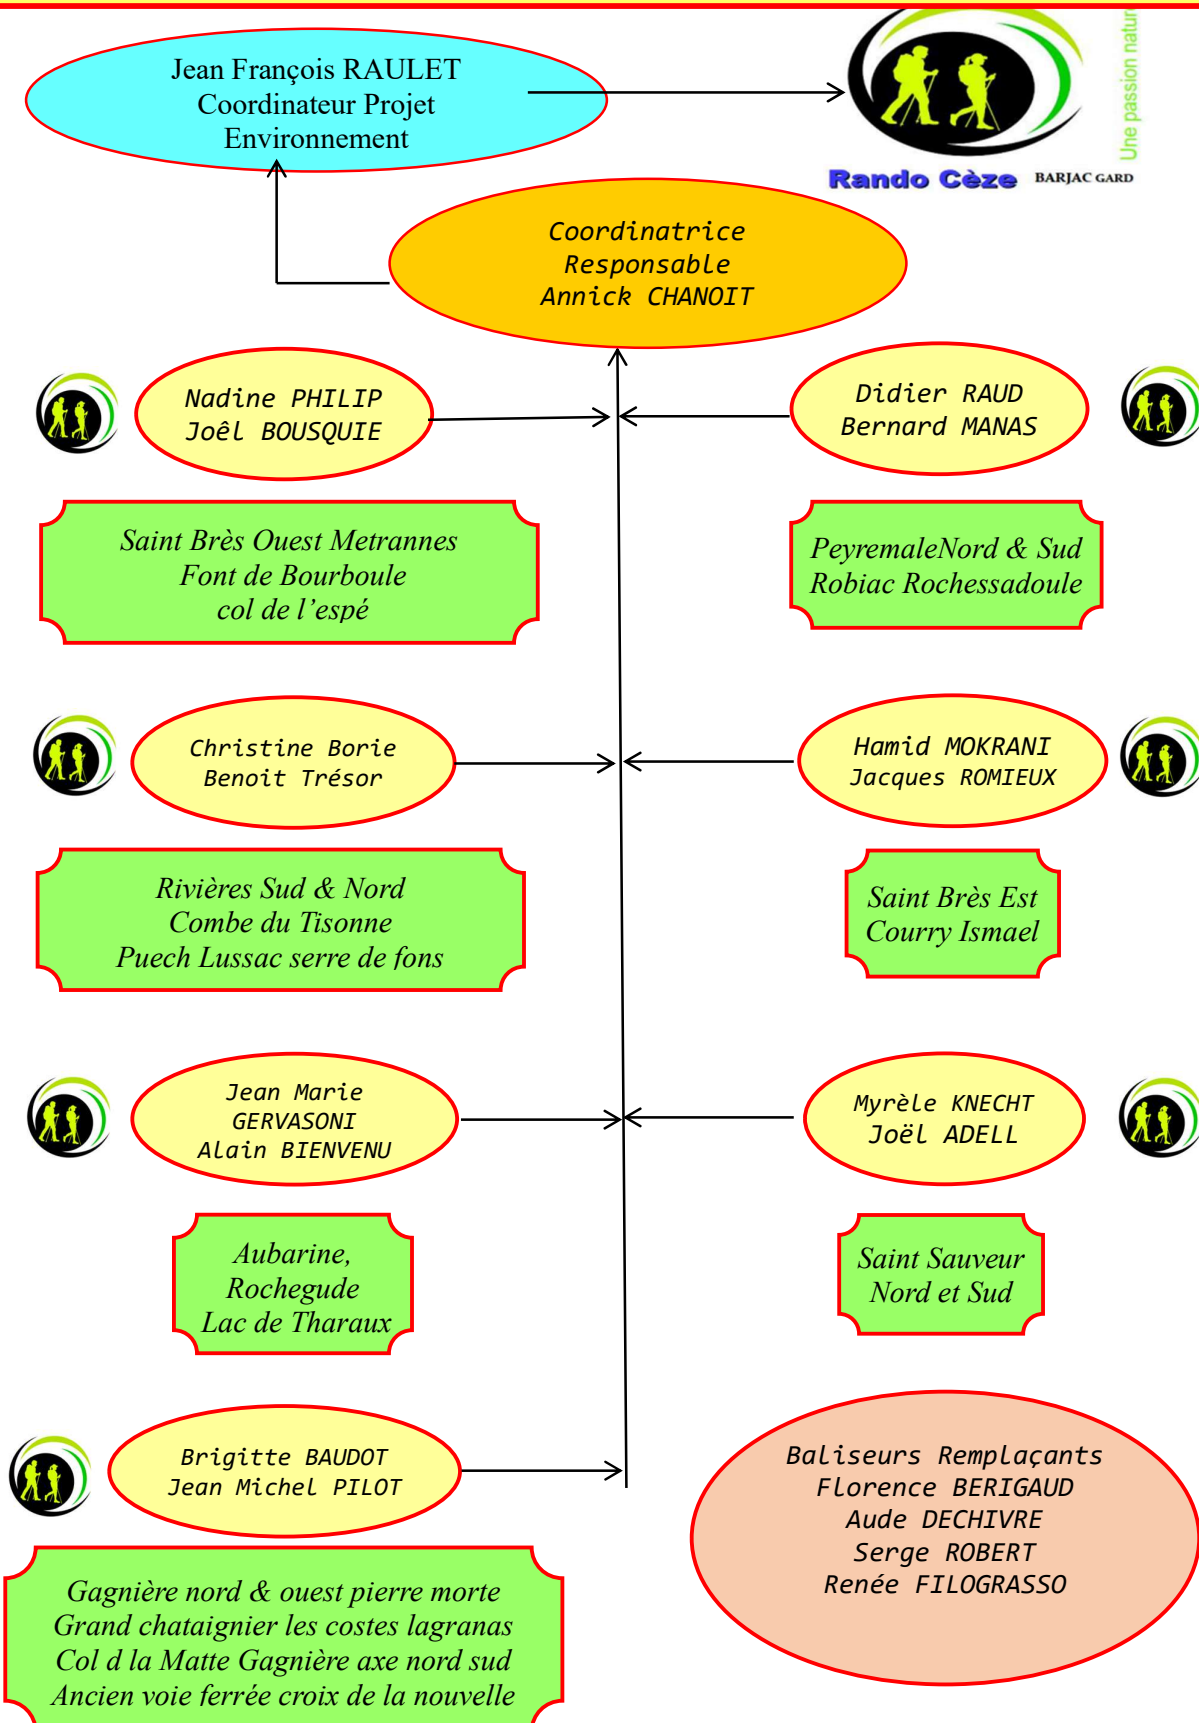 Jean François RAULET
Coordinateur Projet
Environnement
Une passion natur
Rando Cèze BARJAC GARD
Coordinatrice
Responsable
Annick CHANOIT
Nadine PHILIP
Joêl BOUSQUIE
Didier RAUD
Bernard MANAS
Saint Brès Ouest Metrannes
Font de Bourboule
col de l’espé
PeyremaleNord & Sud
Robiac Rochessadoule
Christine Borie
Benoit Trésor
Hamid MOKRANI
Jacques ROMIEUX
Rivières Sud & Nord
Combe du Tisonne
Puech Lussac serre de fons
Saint Brès Est
Courry Ismael
Jean Marie
GERVASONI
Alain BIENVENU
Myrèle KNECHT
Joël ADELL
Aubarine,
Rochegude
Lac de Tharaux
Saint Sauveur
Nord et Sud
Brigitte BAUDOT
Jean Michel PILOT
Baliseurs Remplaçants
Florence BERIGAUD
Aude DECHIVRE
Serge ROBERT
Renée FILOGRASSO
Gagnière nord & ouest pierre morte
Grand chataignier les costes lagranas
Col d la Matte Gagnière axe nord sud
Ancien voie ferrée croix de la nouvelle